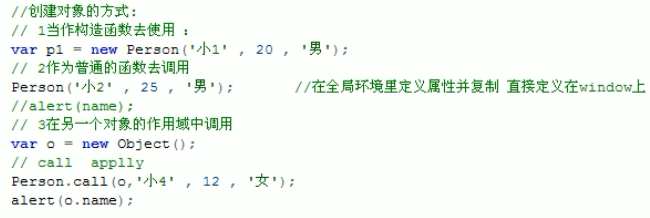 //创建对象的方式:
// 1当作构造函数去使用 :
var p1 = new Person('小1' , 20 , '男');
// 2作为普通的函数去调用
Person('小2' , 25 , '男'); //在全局环境里定义属性并复制 直接定义在window上
//alert(name);
// 3在另一个对象的作用域中调用
var o = new Object();
// call applly
Person.call(o,'小4' , 12 , '女');
alert(o.name);